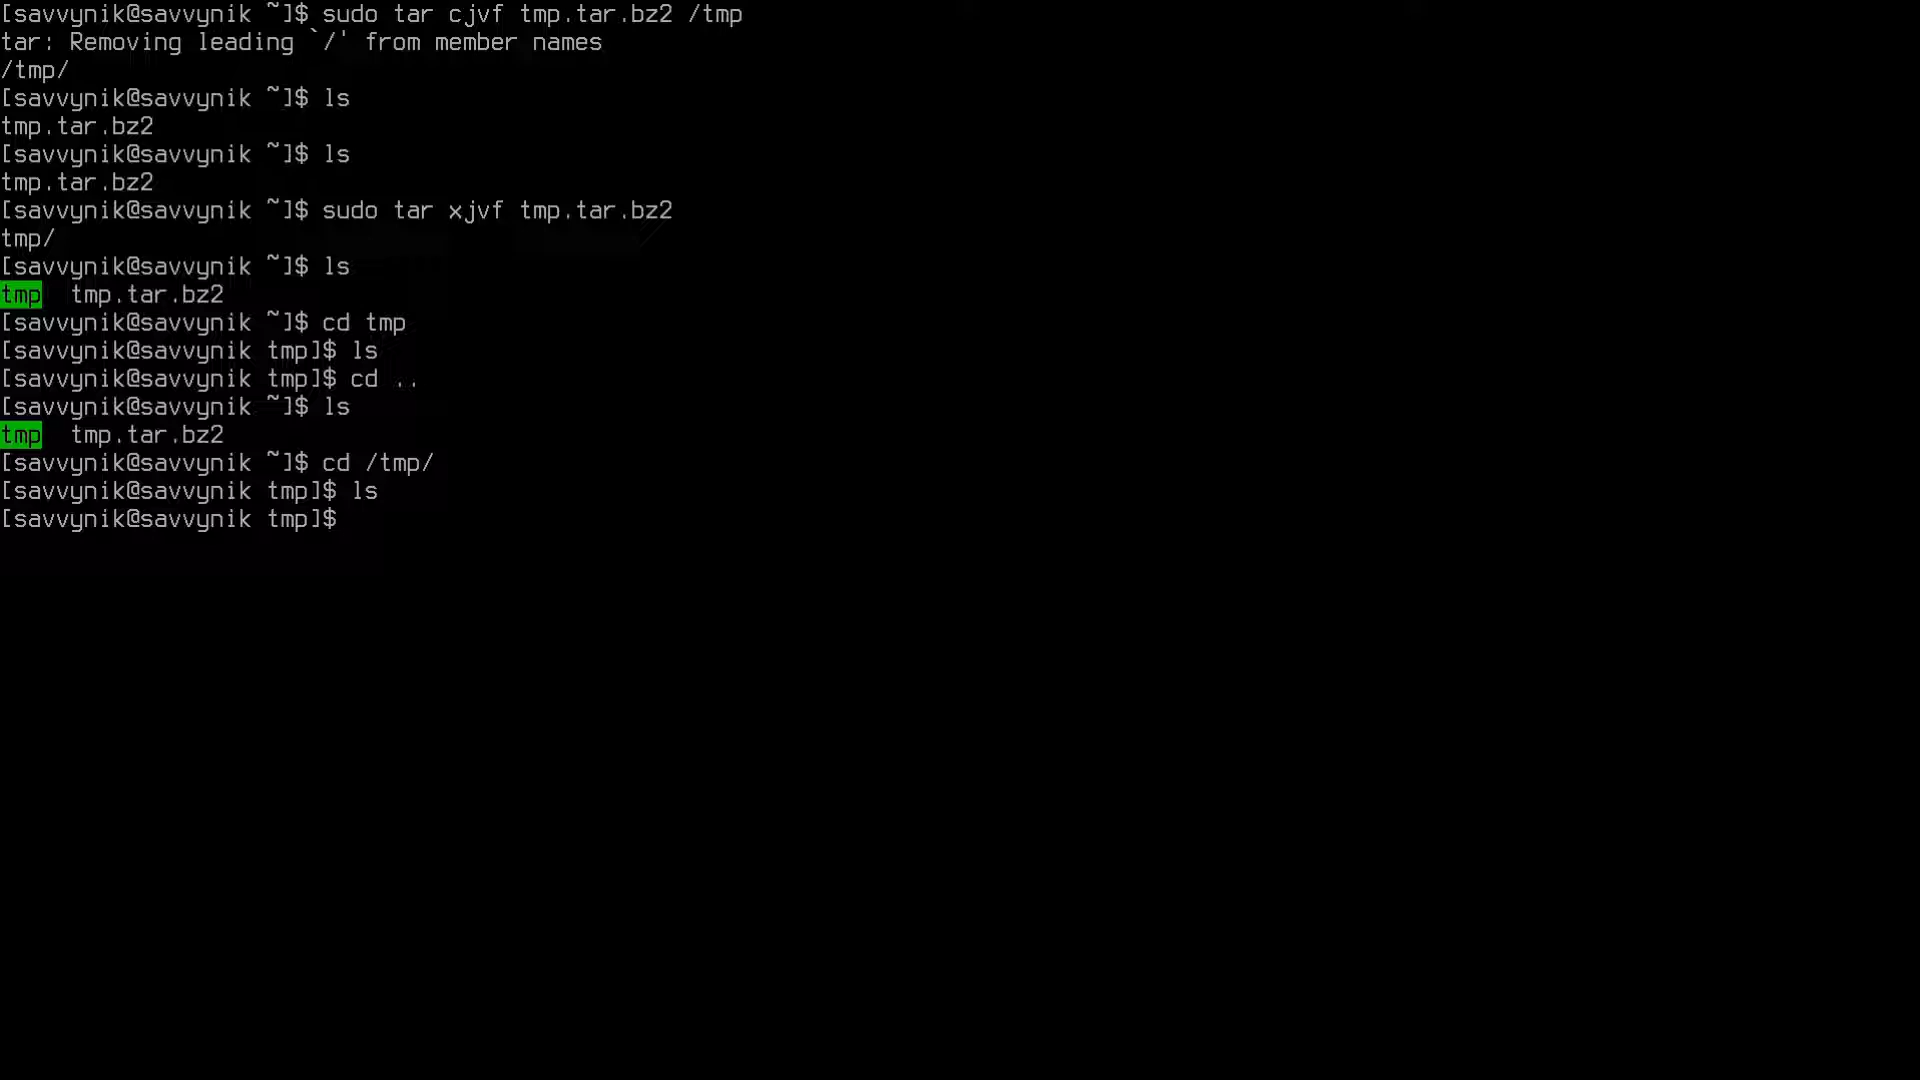 [savvynik@savvynik ~]$ sudo tar cjvf tmp.tar.bz2 /tmp
tar: Removing leading `/' from member names
/tmp/
[savvynik@savvynik ~]$ ls
tmp.tar.bz2
[savvynik@savvynik ~]$ ls
tmp.tar.bz2
[savvynik@savvynik ~]$ sudo tar xjvf tmp.tar.bz2
tmp/
[savvynik@savvynik ~]$ ls
tmp  tmp.tar.bz2
[savvynik@savvynik ~]$ cd tmp
[savvynik@savvynik tmp]$ ls
[savvynik@savvynik tmp]$ cd ..
[savvynik@savvynik ~]$ ls
tmp  tmp.tar.bz2
[savvynik@savvynik ~]$ cd /tmp/
[savvynik@savvynik tmp]$ ls
[savvynik@savvynik tmp]$